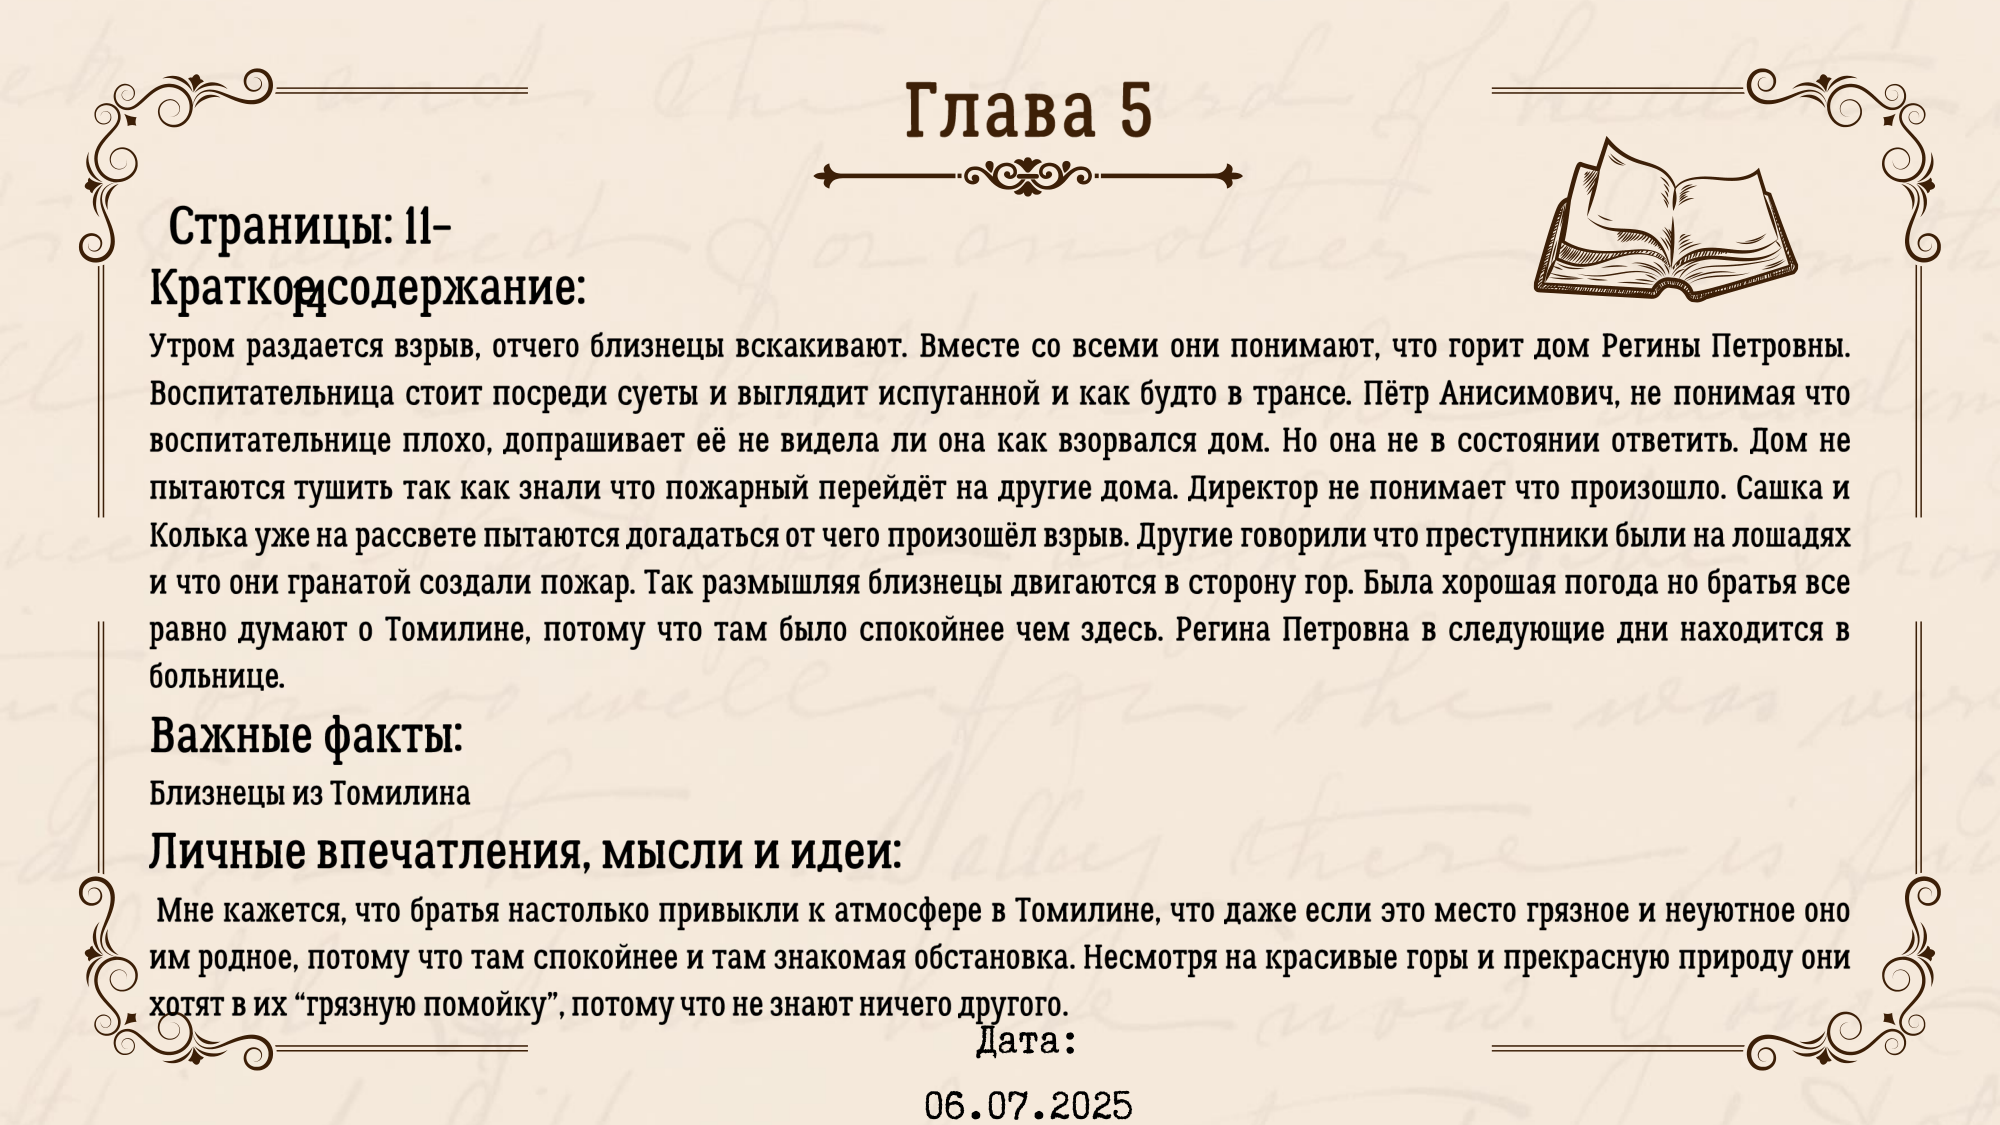 Глава 5
Страницы: 11-
14
Краткое содержание:
Утром раздается взрыв, отчего близнецы вскакивают. Вместе со всеми они понимают, что горит дом Регины Петровны.
Воспитательница стоит посреди суеты и выглядит испуганной и как будто в трансе. Пётр Анисимович, не понимая что
воспитательнице плохо, допрашивает её не видела ли она как взорвался дом. Но она не в состоянии ответить. Дом не
пытаются тушить так как знали что пожарный перейдёт на другие дома. Директор не понимает что произошло. Сашка и
Колька уже на рассвете пытаются догадаться от чего произошёл взрыв. Другие говорили что преступники были на лошадях
и что они гранатой создали пожар. Так размышляя близнецы двигаются в сторону гор. Была хорошая погода но братья все
равно думают о Томилине, потому что там было спокойнее чем здесь. Регина Петровна в следующие дни находится в
больнице.
Важные факты:
Близнецы из Томилина
Личные впечатления, мысли и идеи:
Мне кажется, что братья настолько привыкли к атмосфере в Томилине, что даже если это место грязное и неуютное оно
им родное, потому что там спокойнее и там знакомая обстановка. Несмотря на красивые горы и прекрасную природу они
хотят в их “грязную помойку”, потому что не знают ничего другого.
Дата:
06.07.2025